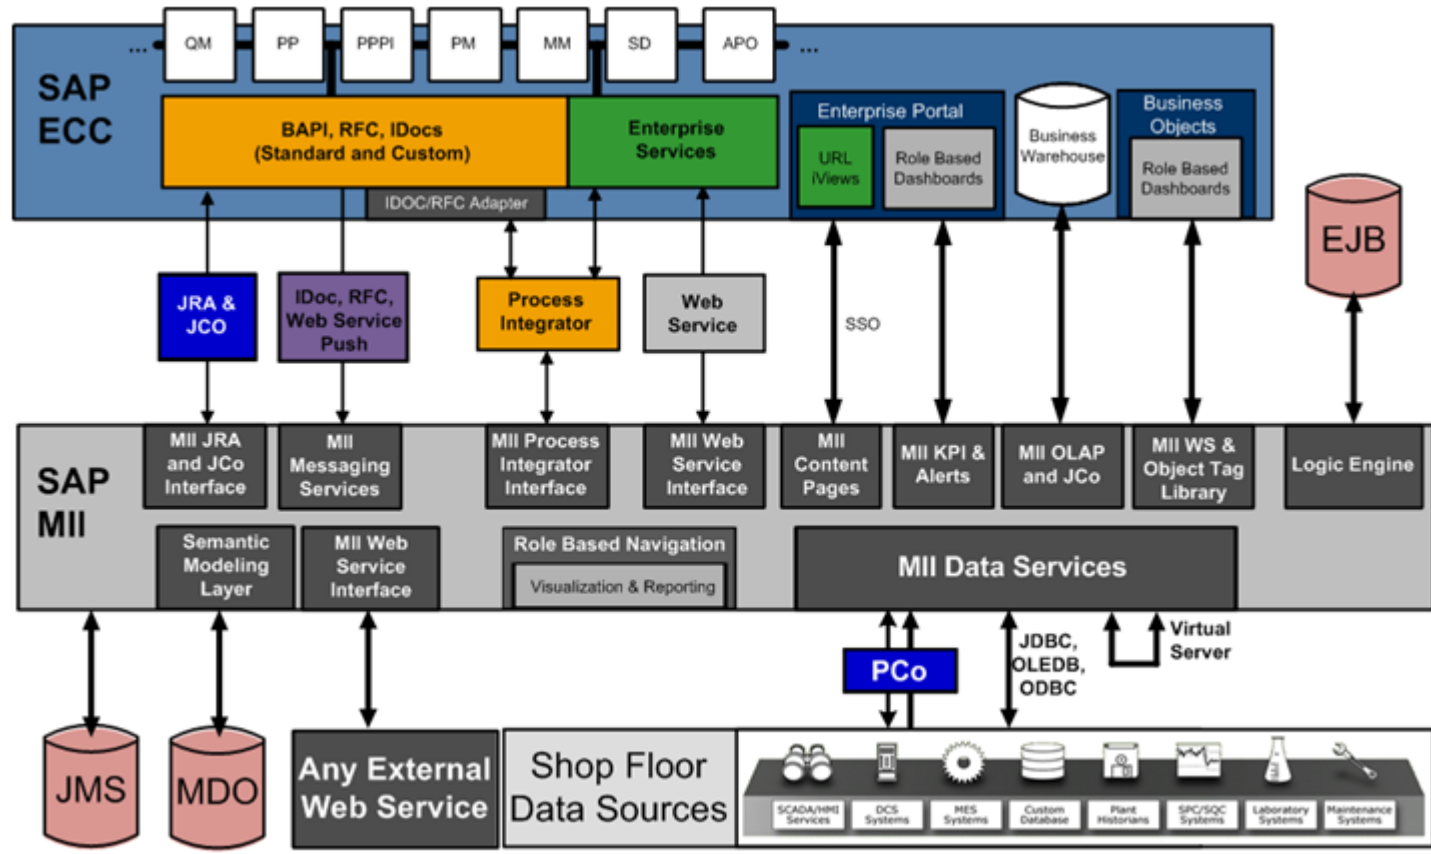 ... QM PP PPPI PM MM SD APO ...
SAP
ECC
BAPI, RFC, IDocs
(Standard and Custom)
Enterprise
Services
IDOC/RFC Adapter
Enterprise Portal
URL
iViews
Role Based
Dashboards
Business
Warehouse
Business
Objects
Role Based
Dashboards
EJB
JRA &
JCO
IDoc, RFC,
Web Service
Push
Process
Integrator
Web
Service
SSO
SAP
MII
MII JRA
and JCo
Interface
MII
Messaging
Services
MII Process
Integrator
Interface
MII Web
Service
Interface
MII
Content
Pages
MII KPI &
Alerts
MII OLAP
and JCo
MII WS &
Object Tag
Library
Logic Engine
Semantic
Modeling
Layer
MII Web
Service
Interface
Role Based Navigation
Visualization & Reporting
MII Data Services
PCo
JDBC,
OLEDB,
ODBC
Virtual
Server
JMS
MDO
Any External
Web Service
Shop Floor
Data Sources
SCADA/HMI
Services
DCS
Systems
MES
Systems
Custom
Database
Plant
Historians
SPC/SQC
Systems
Laboratory
Systems
Maintenance
Systems